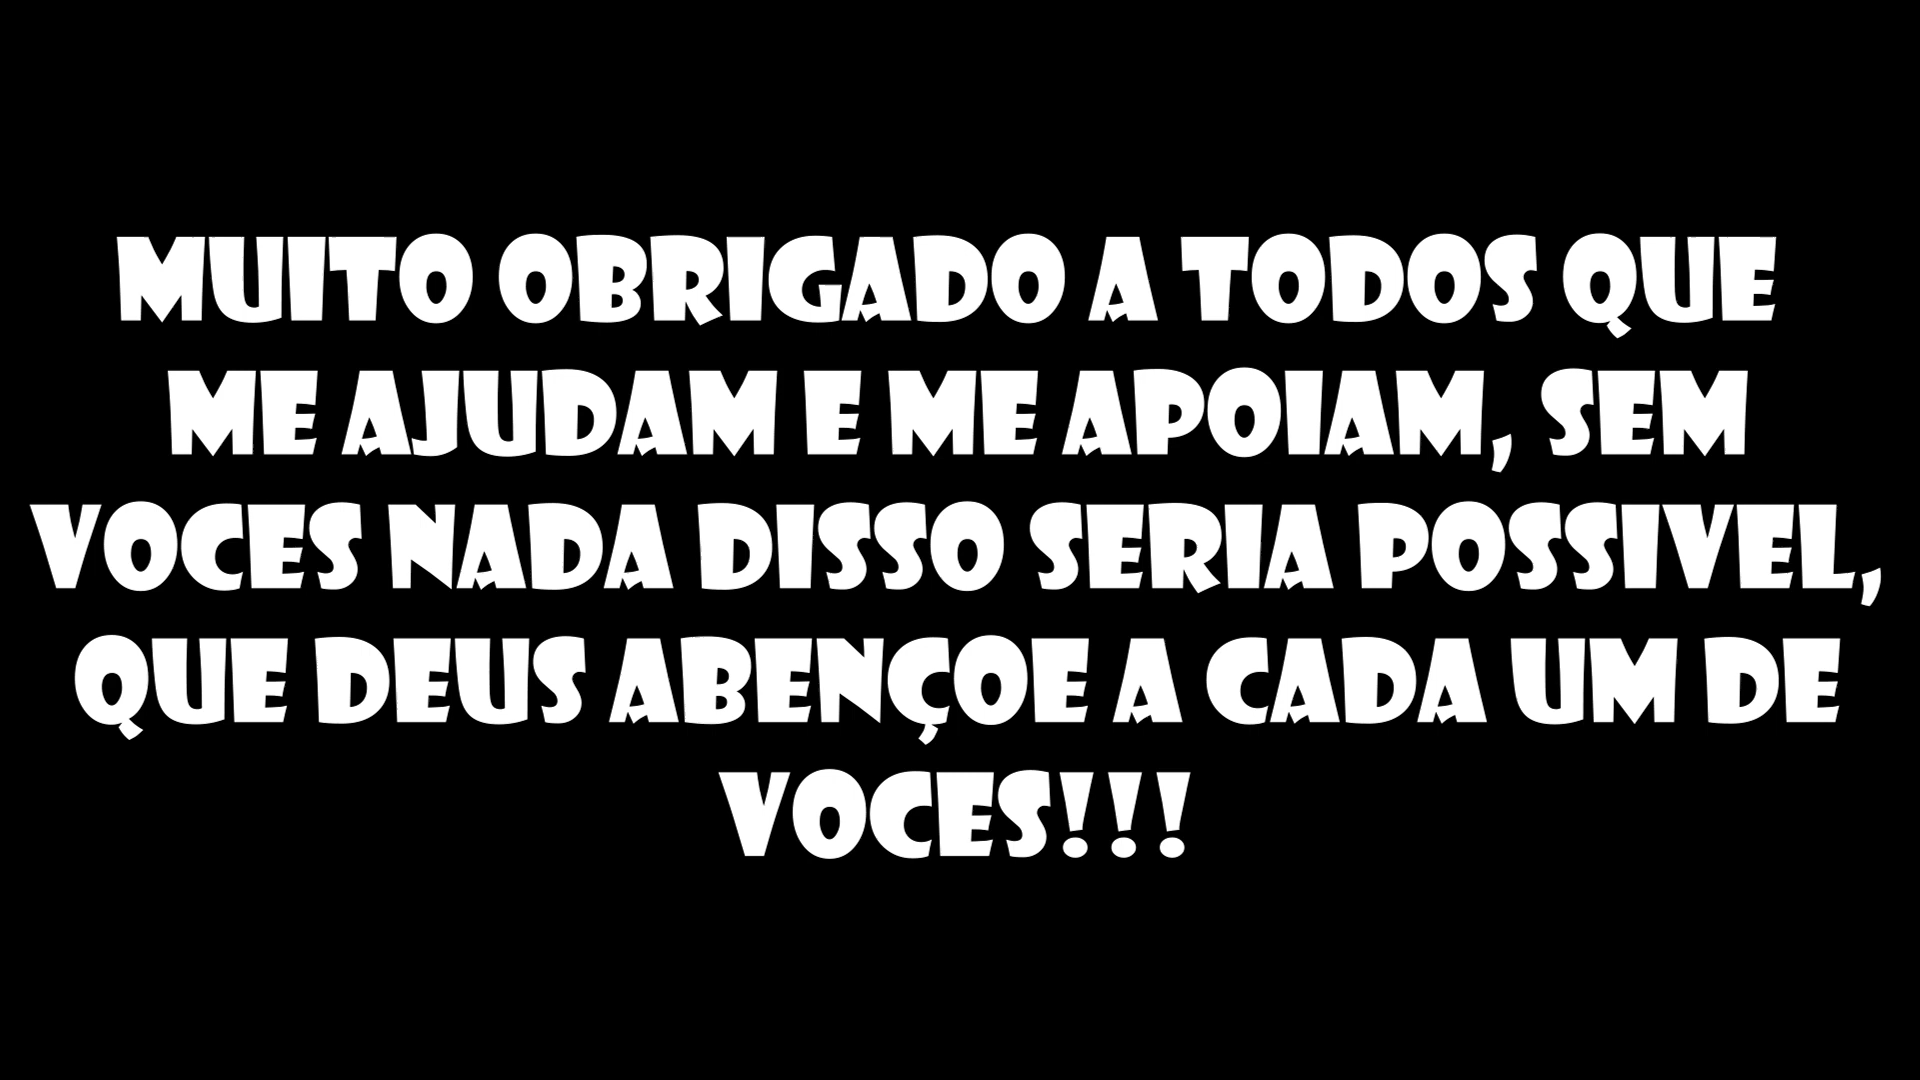 MUITO OBRIGADO A TODOS QUE
ME AJUDAM E ME APOIAM, SEM
VOCES NADA DISSO SERIA POSSIVEL,
QUE DEUS ABENÇOE A CADA UM DE
VOCES!!!